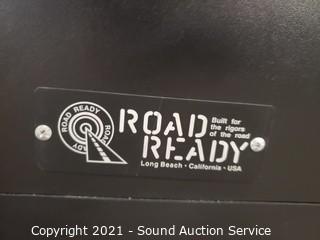 ROAD READY ROAD READY
ROAD
READY
Built for
the rigors
of the road
Long Beach • California • USA
Copyright 2021 - Sound Auction Service